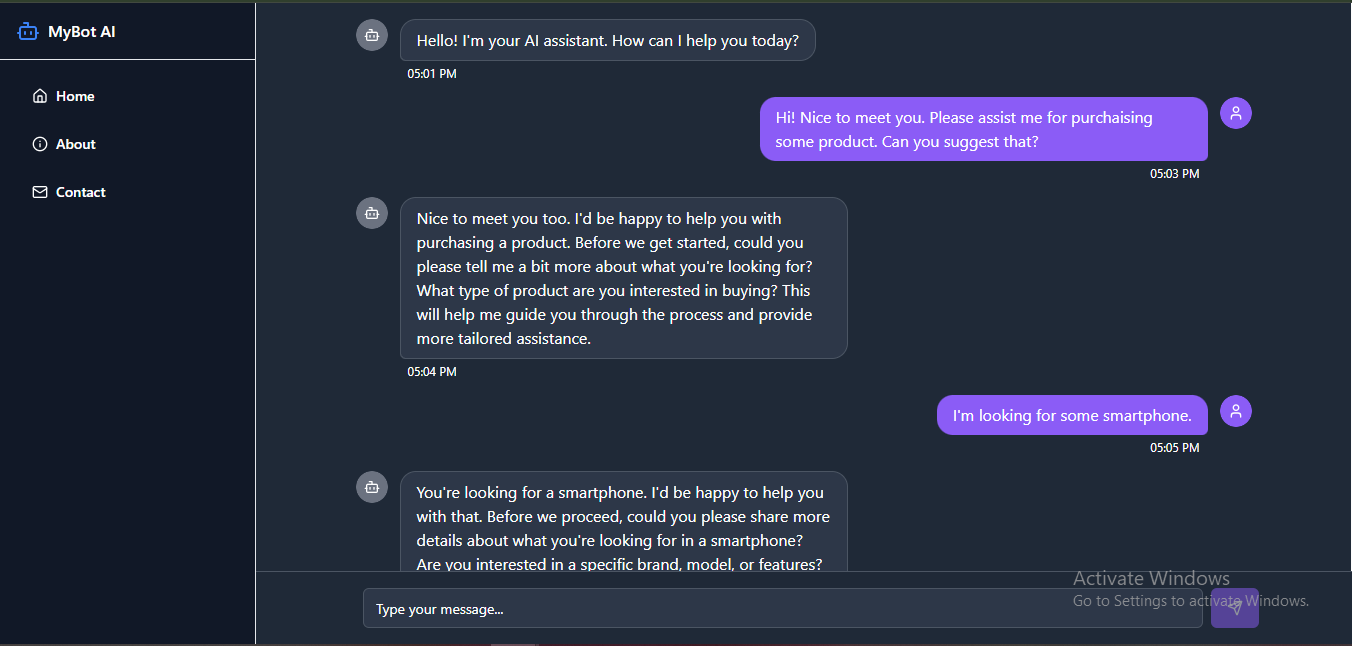 MyBot AI
Home
About
Contact
Hello! I'm your AI assistant. How can I help you today?
05:01 PM
Hi! Nice to meet you. Please assist me for purchaising
some product. Can you suggest that?
05:03 PM
Nice to meet you too. I'd be happy to help you with
purchasing a product. Before we get started, could you
please tell me a bit more about what you're looking for?
What type of product are you interested in buying? This
will help me guide you through the process and provide
more tailored assistance.
05:04 PM
I'm looking for some smartphone.
05:05 PM
You're looking for a smartphone. I'd be happy to help you
with that. Before we proceed, could you please share more
details about what you're looking for in a smartphone?
Are you interested in a specific brand, model, or features?
Type your message...
Activate Windows
Go to Settings to activate Windows.